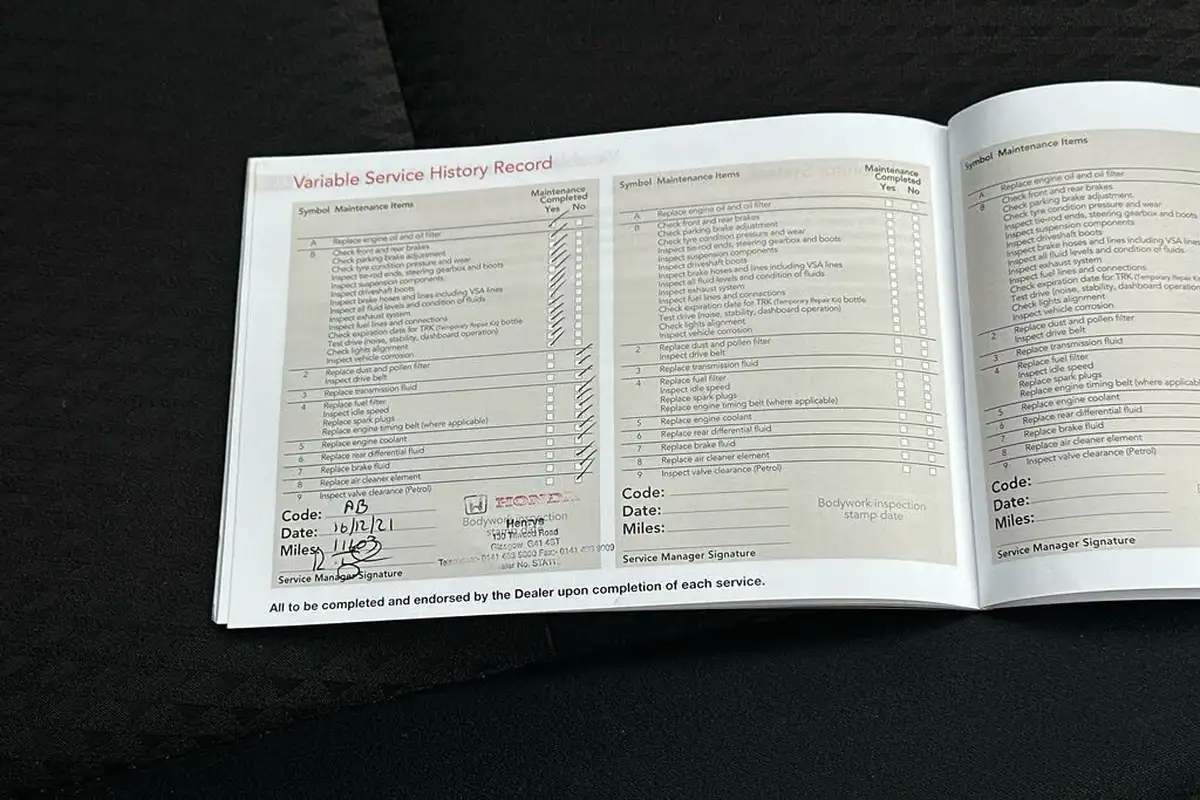 Variable Service History Record
Symbol Maintenance Items
Maintenance
Completed
Yes No
A Replace engine oil and oil filter
B Check front and rear brakes
Check parking brake adjustment
Check tyre condition pressure and wear
Inspect tie-rod ends, steering gearbox and boots
Inspect suspension components
Inspect driveshaft boots
Inspect brake hoses and lines including VSA lines
Inspect all fluid levels and condition of fluids
Inspect exhaust system
Inspect fuel lines and connections
Check expiration date for TRK (Temporary Repair Kit) bottle
Test drive (noise, stability, dashboard operation)
Check lights alignment
Inspect vehicle corrosion
2 Replace dust and pollen filter
Inspect drive belt
3 Replace transmission fluid
4 Replace fuel filter
Inspect idle speed
Replace spark plugs
Replace engine timing belt (where applicable)
5 Replace engine coolant
6 Replace rear differential fluid
7 Replace brake fluid
8 Replace air cleaner element
9 Inspect valve clearance (Petrol)
Code: AB
Date: 16/12/21
Miles:
Service Manager Signature
HONDA
Bodywork inspection
stamp date
Henrys
Road
Glasgow G41 4ST
Symbol Maintenance Items
Maintenance
Completed
Yes No
A Replace engine oil and oil filter
B Check front and rear brakes
Check parking brake adjustment
Check tyre condition pressure and wear
Inspect tie-rod ends, steering gearbox and boots
Inspect suspension components
Inspect driveshaft boots
Inspect brake hoses and lines including VSA lines
Inspect all fluid levels and condition of fluids
Inspect exhaust system
Inspect fuel lines and connections
Check expiration date for TRK (Temporary Repair Kit) bottle
Test drive (noise, stability, dashboard operation)
Check lights alignment
Inspect vehicle corrosion
2 Replace dust and pollen filter
Inspect drive belt
3 Replace transmission fluid
4 Replace fuel filter
Inspect idle speed
Replace spark plugs
Replace engine timing belt (where applicable)
5 Replace engine coolant
6 Replace rear differential fluid
7 Replace brake fluid
8 Replace air cleaner element
9 Inspect valve clearance (Petrol)
Code:
Date:
Miles:
Service Manager Signature
Bodywork inspection
stamp date
All to be completed and endorsed by the Dealer upon completion of each service.
Symbol Maintenance Items
A Replace engine oil and oil filter
B Check front and rear brakes
Check parking brake adjustment
Check tyre condition pressure and wear
Inspect tie-rod ends, steering gearbox and boots
Inspect suspension components
Inspect driveshaft boots
Inspect brake hoses and lines including VSA lines
Inspect all fluid levels and condition of fluids
Inspect exhaust system
Inspect fuel lines and connections
Check expiration date for TRK (Temporary Repair
Test drive (noise, stability, dashboard operation)
Check lights alignment
Inspect vehicle corrosion
2 Replace dust and pollen filter
Inspect drive belt
3 Replace transmission fluid
4 Replace fuel filter
Inspect idle speed
Replace spark plugs
Replace engine timing belt (where
5 Replace engine coolant
6 Replace rear differential fluid
7 Replace brake fluid
8 Replace air cleaner element
9 Inspect valve clearance (Petrol)
Code:
Date:
Miles:
Service Manager Signature